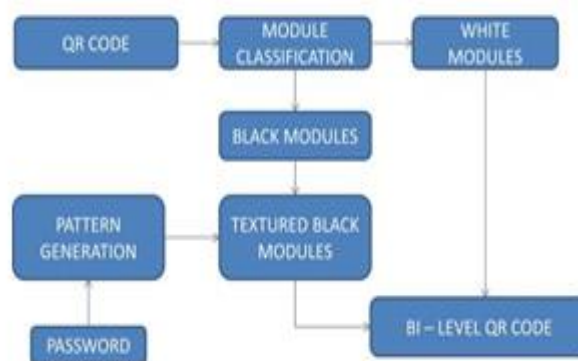 QR CODE
MODULE
CLASSIFICATION
WHITE
MODULES
BLACK MODULES
PATTERN
GENERATION
TEXTURED BLACK
MODULES
PASSWORD
BI – LEVEL QR CODE